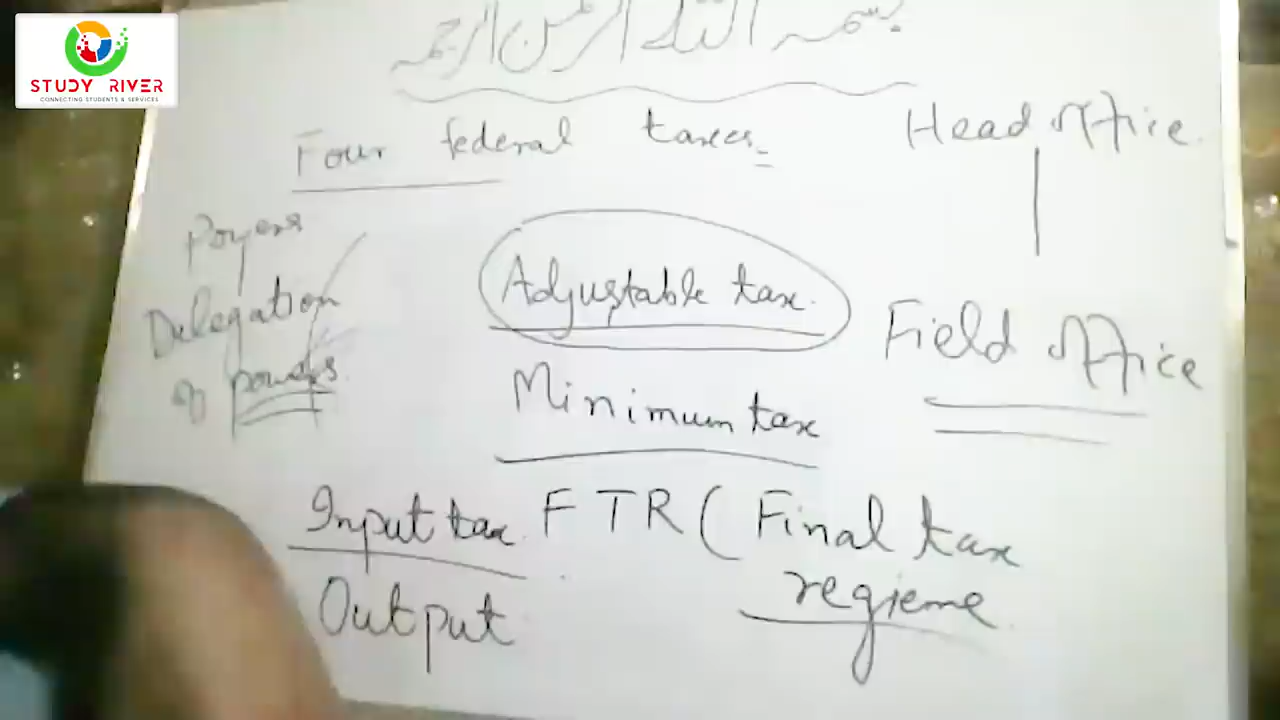 STUDY RIVER
CONNECTING STUDENTS & SERVICES
بسم اللہ الرحمن الرحیم
Four federal taxes
Head office
Powers
Delegation
of powers
Adjustable tax
Minimum tax
Field office
Input tax
Output
FTR (Final tax
regieme